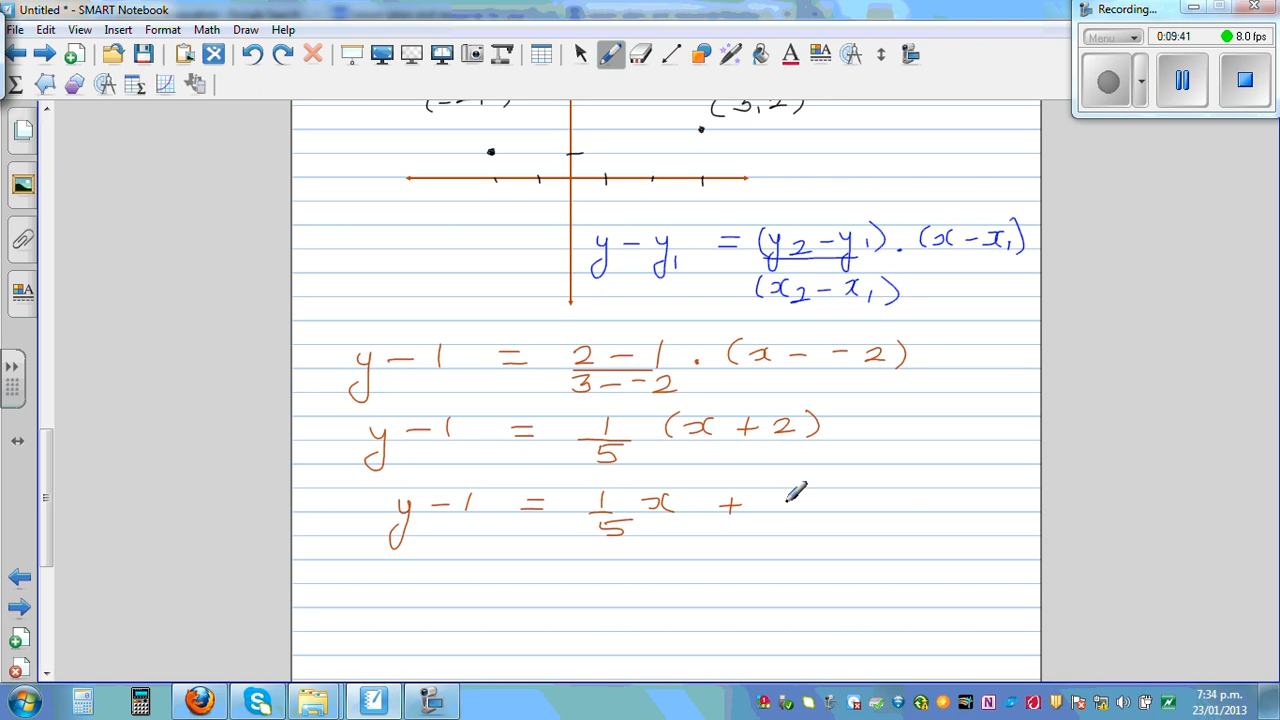 Untitled * - SMART Notebook
File Edit View Insert Format Math Draw Help
Recording...
Menu
0:09:41
8.0 fps
(3, 2)
y - y₁ = (y₂ - y₁) . (x - x₁)
(x₂ - x₁)
y - 1 = 2 - 1 . (x - - 2)
3 - - 2
y - 1 = 1 (x + 2)
5
y - 1 = 1 x +
5
7:34 p.m.
23/01/2013